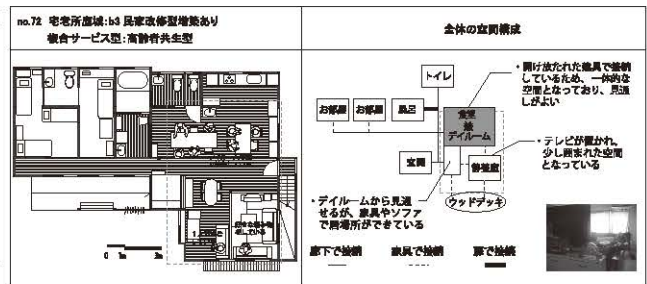 no.72 宅老所鹿城:b3 民家改修型増築あり
複合サービス型:高齢者共生型
全体の空間構成
トイレ
・開け放たれた建具で接続
しているため、一体的な
空間となっており、見通
しがよい
お部屋
お部屋
風呂
食堂
デイルーム
玄関
静養室
・テレビが置かれ、
少し囲まれた空間
となっている
・デイルームから見通
せるが、家具やソファ
で居場所ができている
ウッドデッキ
廊下で接続
家具で接続
扉で接続
0 1m